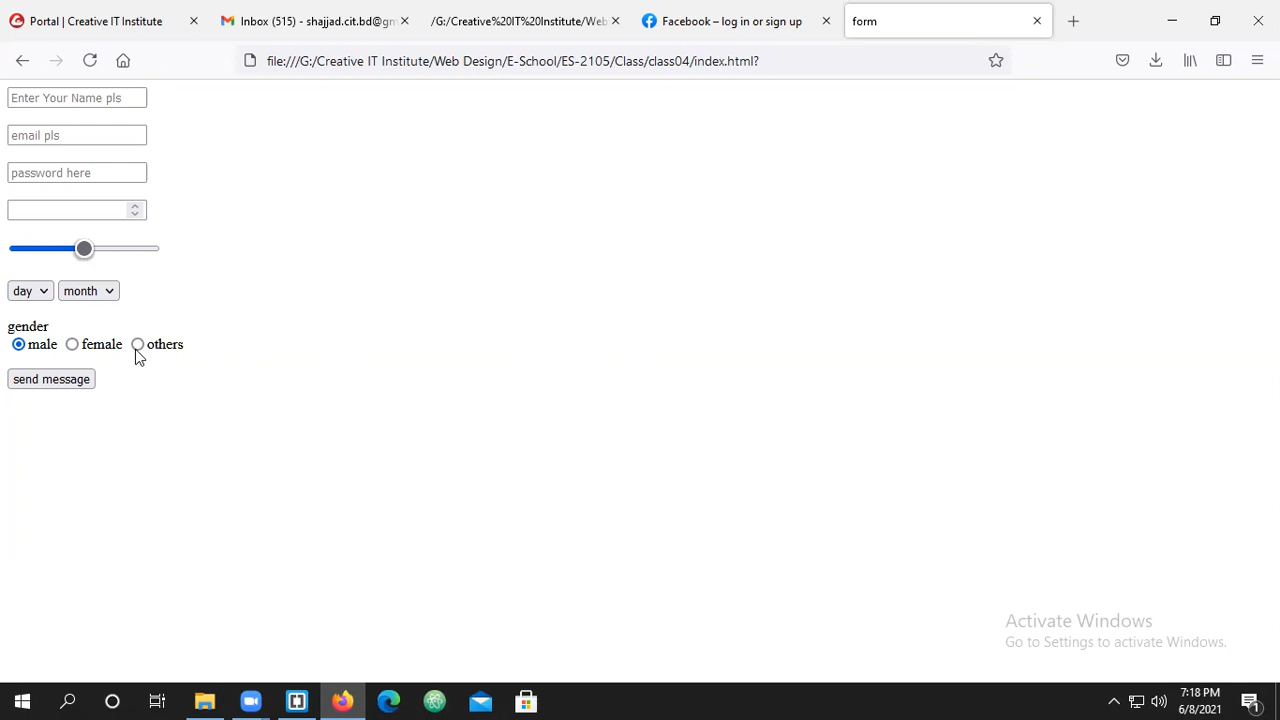 Portal | Creative IT Institute
Inbox (515) - shajjad.cit.bd@gm
/G:/Creative%20IT%20Institute/Web
Facebook – log in or sign up
form
file:///G:/Creative IT Institute/Web Design/E-School/ES-2105/Class/class04/index.html?
Enter Your Name pls
email pls
password here
day month
gender
male female others
send message
Activate Windows
Go to Settings to activate Windows.
7:18 PM
6/8/2021
1